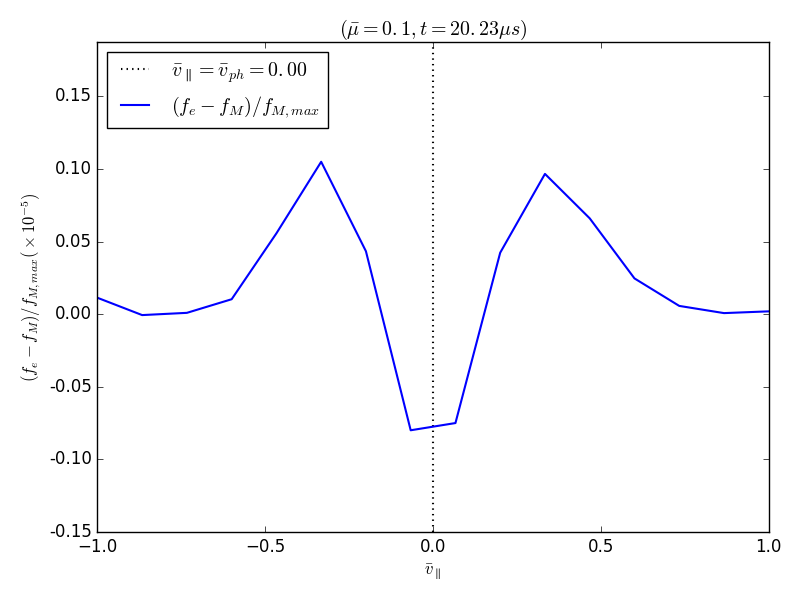 (μ̄ = 0.1, t = 20.23μs)
v̄∥ = v̄ph = 0.00
(fe − fM)/fM,max
(fe − fM)/fM,max(×10⁻⁵)
0.15
0.10
0.05
0.00
-0.05
-0.10
-0.15
−1.0 −0.5 0.0 0.5 1.0
v̄∥